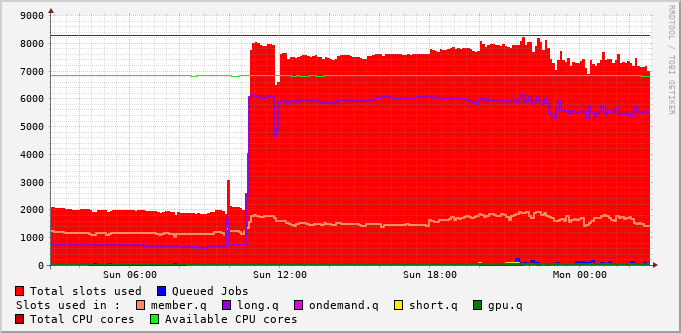 9000
8000
7000
6000
5000
4000
3000
2000
1000
0
Sun 06:00 Sun 12:00 Sun 18:00 Mon 00:00
RRDTOOL / TOBI OETIKER
Total slots used Queued Jobs
Slots used in : member.q long.q ondemand.q short.q gpu.q
Total CPU cores Available CPU cores